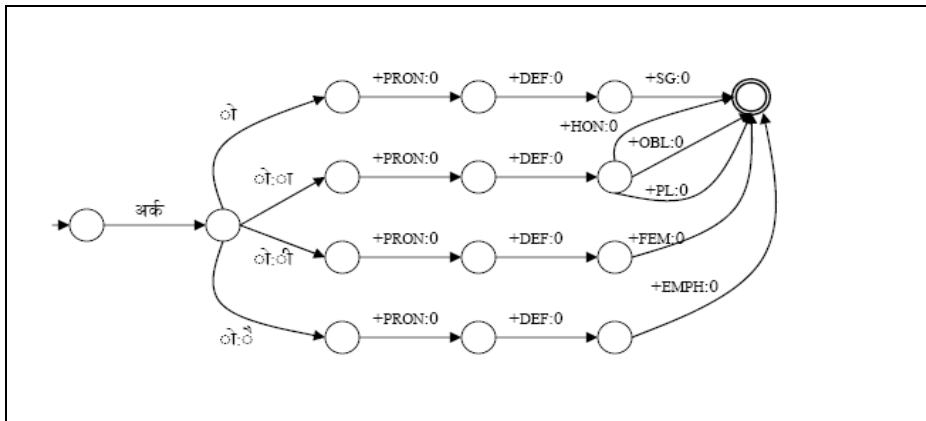 +PRON:0 +DEF:0 +SG:0
ो
+HON:0
+PRON:0 +DEF:0 +OBL:0
ो:ा
+PL:0
अर्क
+PRON:0 +DEF:0 +FEM:0
ो:ी
+EMPH:0
+PRON:0 +DEF:0
ो:ै